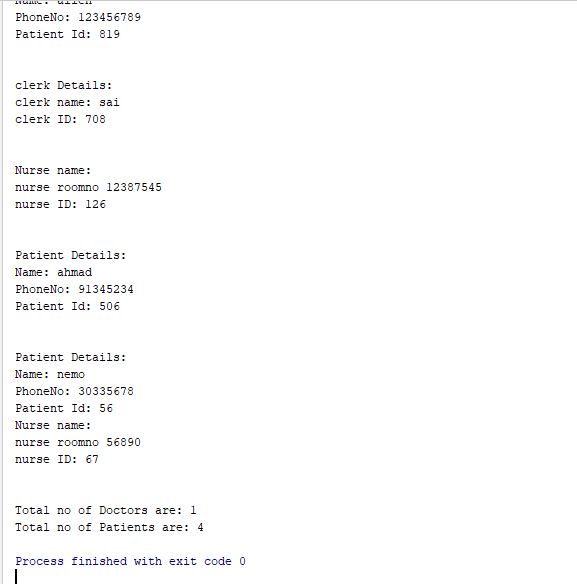 PhoneNo: 123456789
Patient Id: 819
clerk Details:
clerk name: sai
clerk ID: 708
Nurse name:
nurse roomno 12387545
nurse ID: 126
Patient Details:
Name: ahmad
PhoneNo: 91345234
Patient Id: 506
Patient Details:
Name: nemo
PhoneNo: 30335678
Patient Id: 56
Nurse name:
nurse roomno 56890
nurse ID: 67
Total no of Doctors are: 1
Total no of Patients are: 4
Process finished with exit code 0